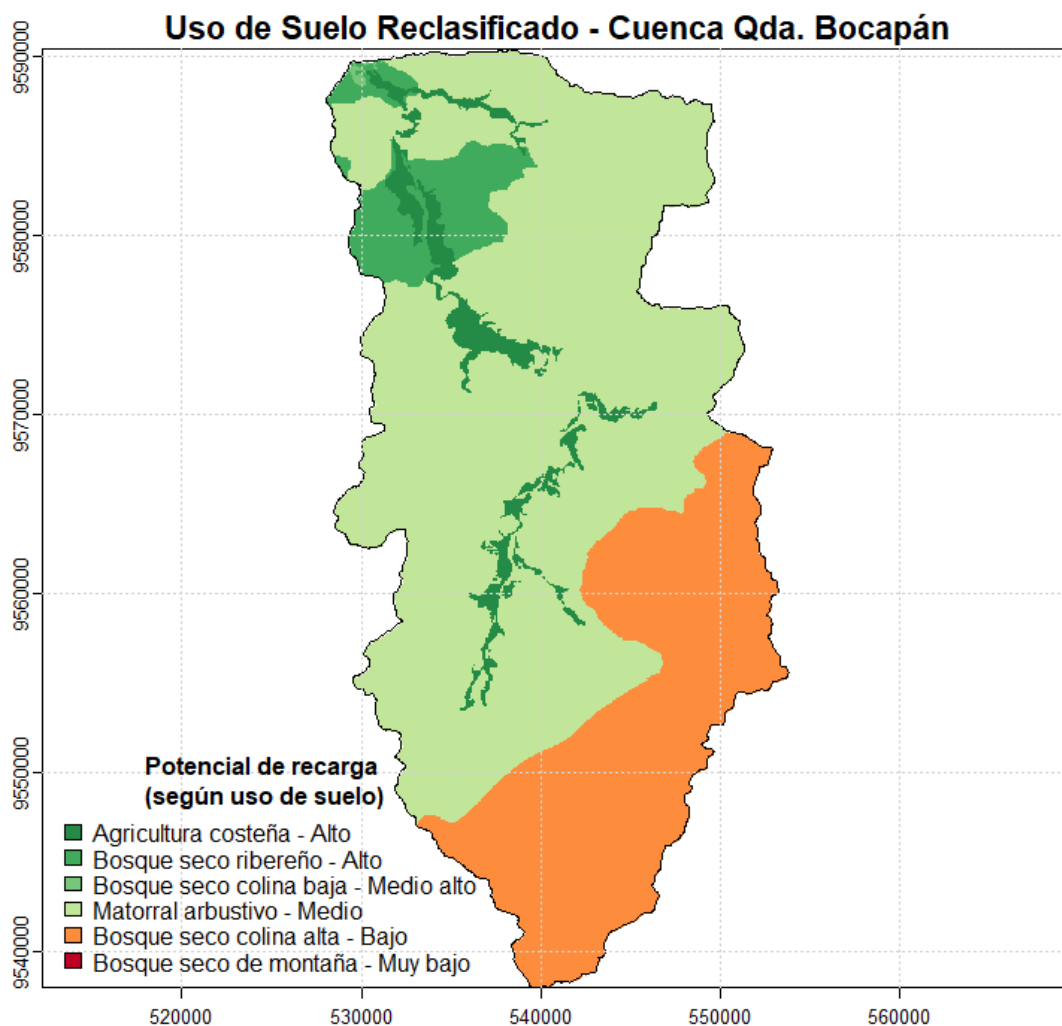 Uso de Suelo Reclasificado - Cuenca Qda. Bocapán
9590000
9580000
9570000
9560000
9550000
9540000
Potencial de recarga
(según uso de suelo)
Agricultura costeña - Alto
Bosque seco ribereño - Alto
Bosque seco colina baja - Medio alto
Matorral arbustivo - Medio
Bosque seco colina alta - Bajo
Bosque seco de montaña - Muy bajo
520000 530000 540000 550000 560000